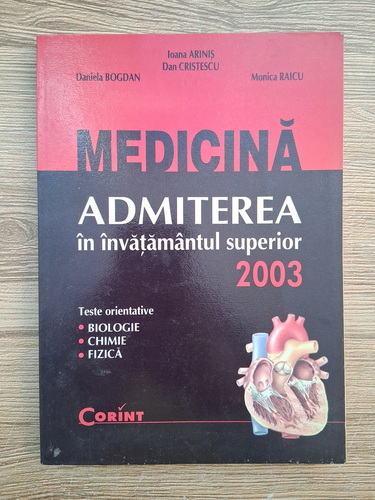 Ioana ARINIȘ
Dan CRISTESCU
Daniela BOGDAN
Monica RAICU
MEDICINĂ
ADMITEREA
în învățământul superior
2003
Teste orientative
• BIOLOGIE
• CHIMIE
• FIZICĂ
CORINT